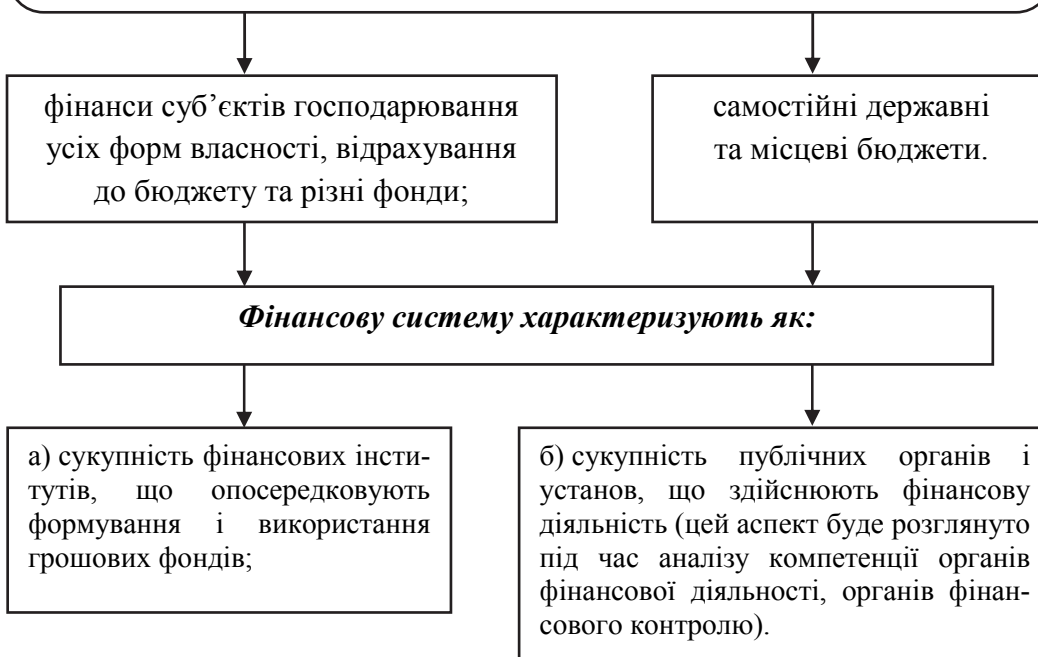 фінанси суб’єктів господарювання
усіх форм власності, відрахування
до бюджету та різні фонди;
самостійні державні
та місцеві бюджети.
Фінансову систему характеризують як:
а) сукупність фінансових інсти-
тутів, що опосередковують
формування і використання
грошових фондів;
б) сукупність публічних органів і
установ, що здійснюють фінансову
діяльність (цей аспект буде розглянуто
під час аналізу компетенції органів
фінансової діяльності, органів фінан-
сового контролю).